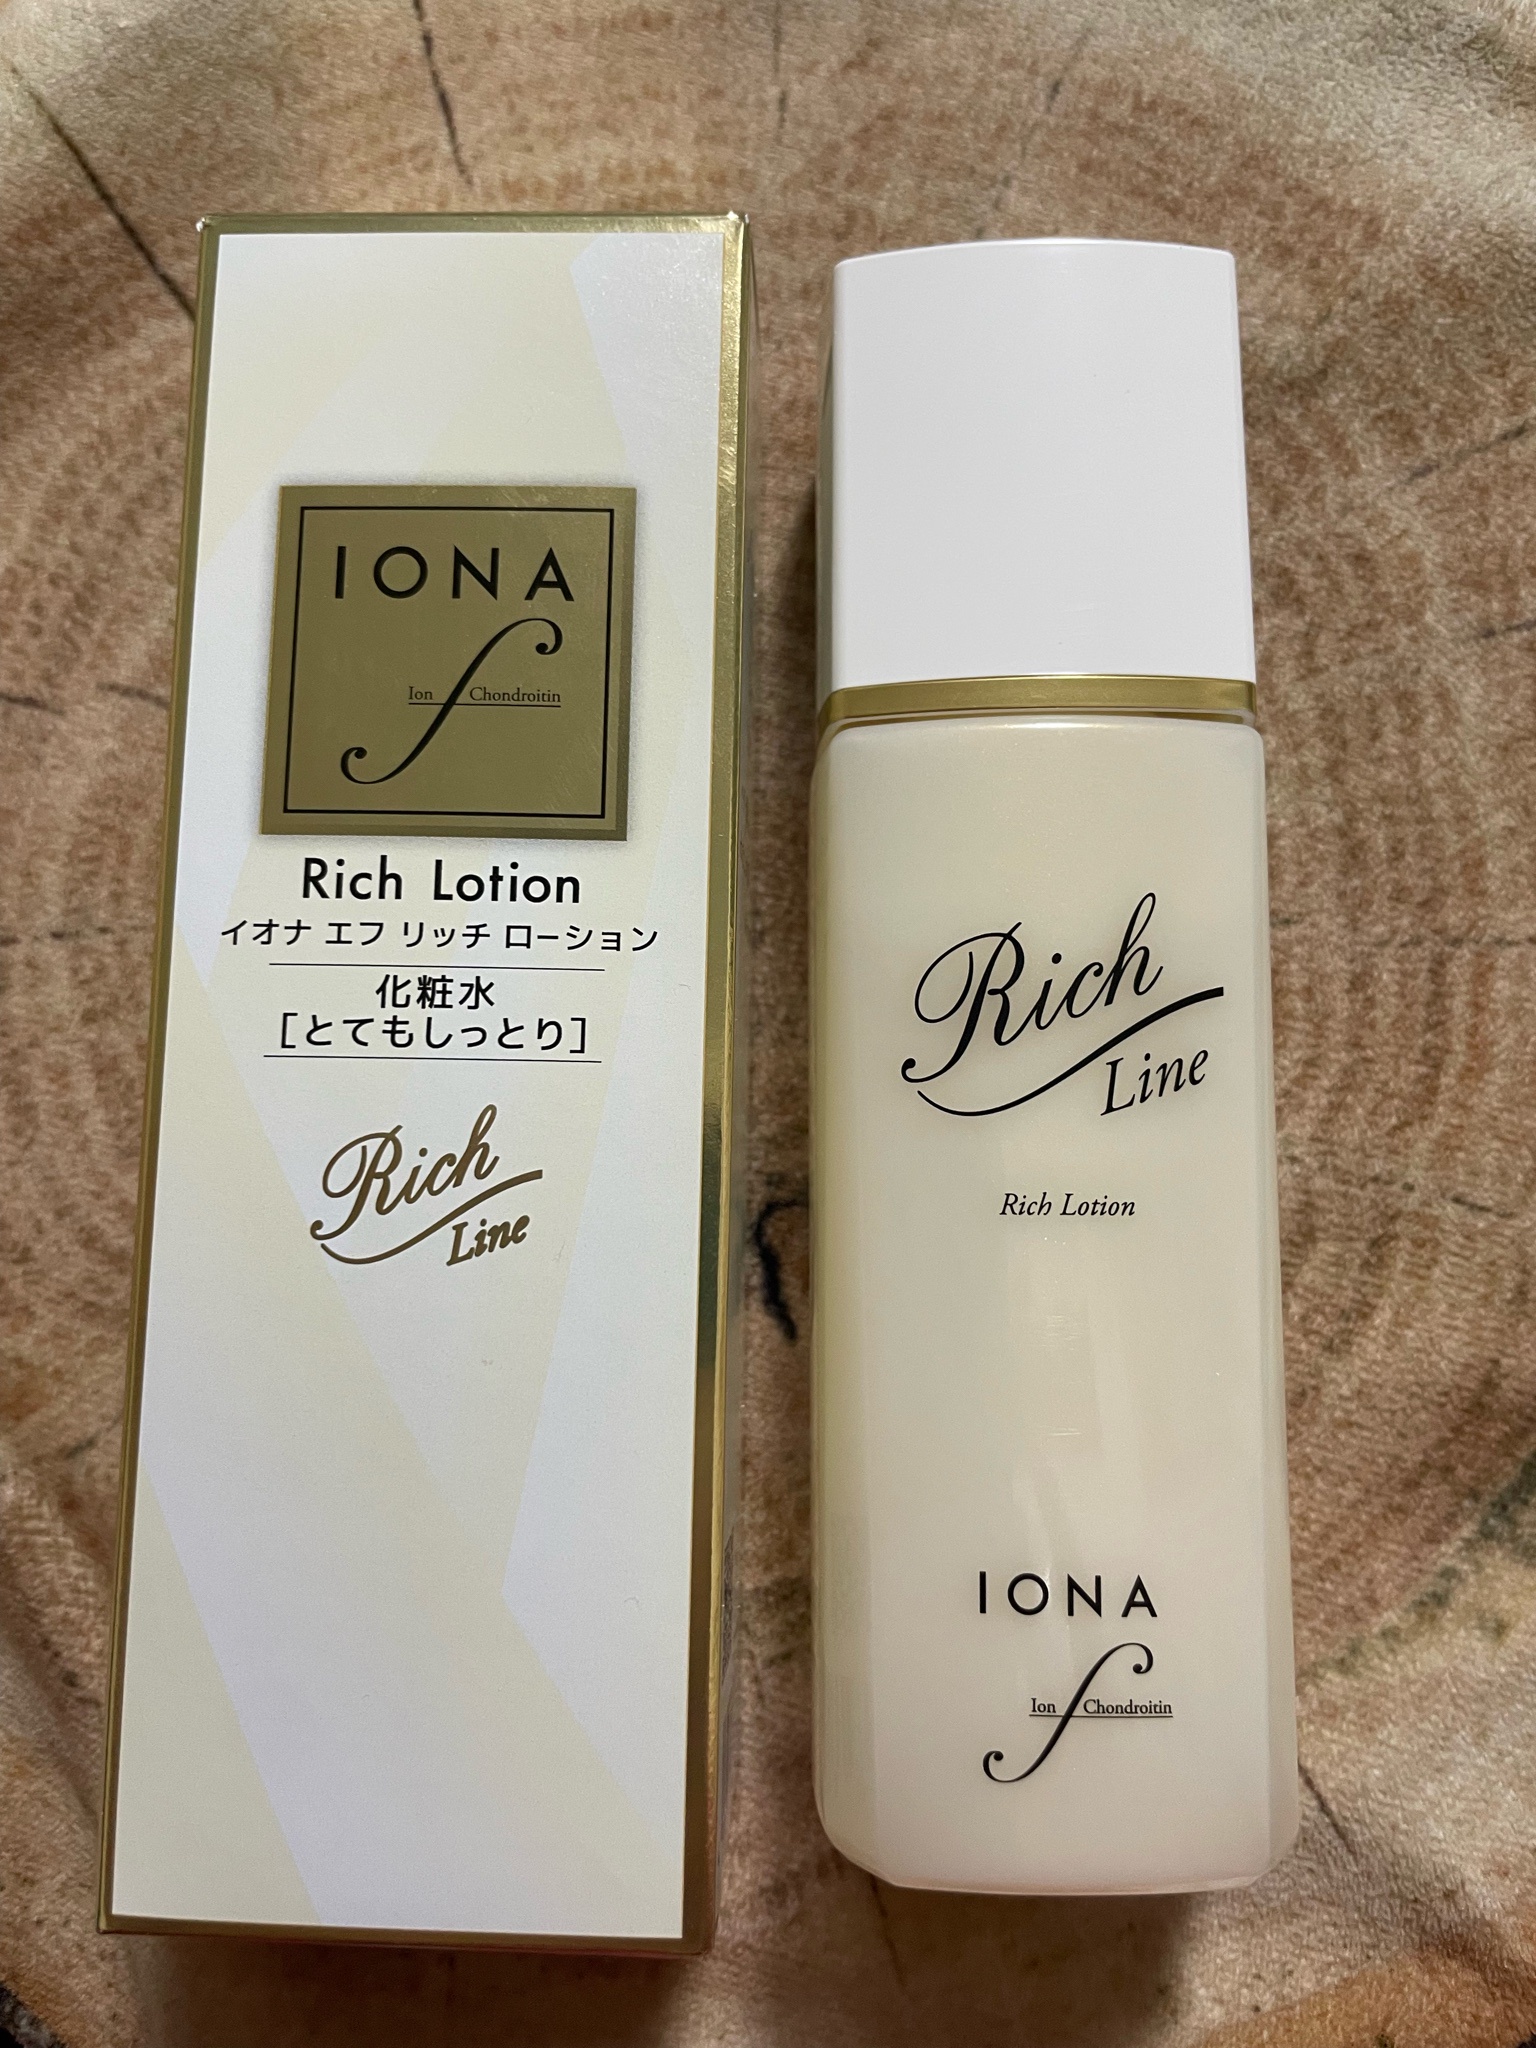 IONA
f
Ion Chondroitin
Rich Lotion
イオナ エフ リッチ ローション
化粧水
[とてもしっとり]
Rich
Line
Rich
Line
Rich Lotion
IONA
f
Ion Chondroitin